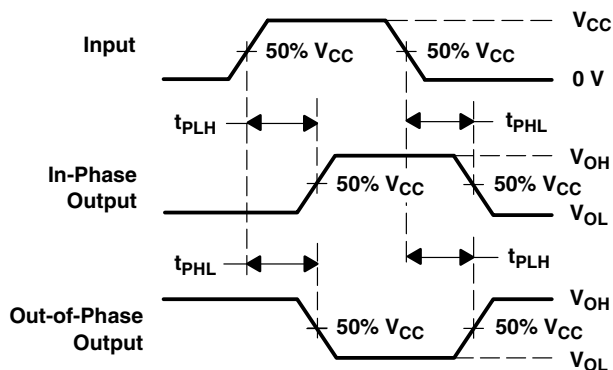 V_CC
Input
50% V_CC
50% V_CC
0 V
t_PLH
t_PHL
V_OH
In-Phase
Output
50% V_CC
50% V_CC
V_OL
t_PHL
t_PLH
V_OH
Out-of-Phase
Output
50% V_CC
50% V_CC
V_OL